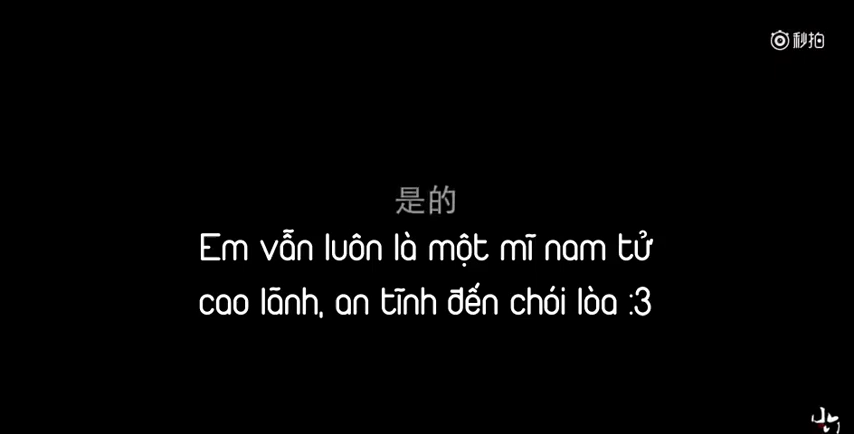 秒拍
是的
Em vẫn luôn là một mĩ nam tử
cao lãnh, an tĩnh đến chói lòa :3